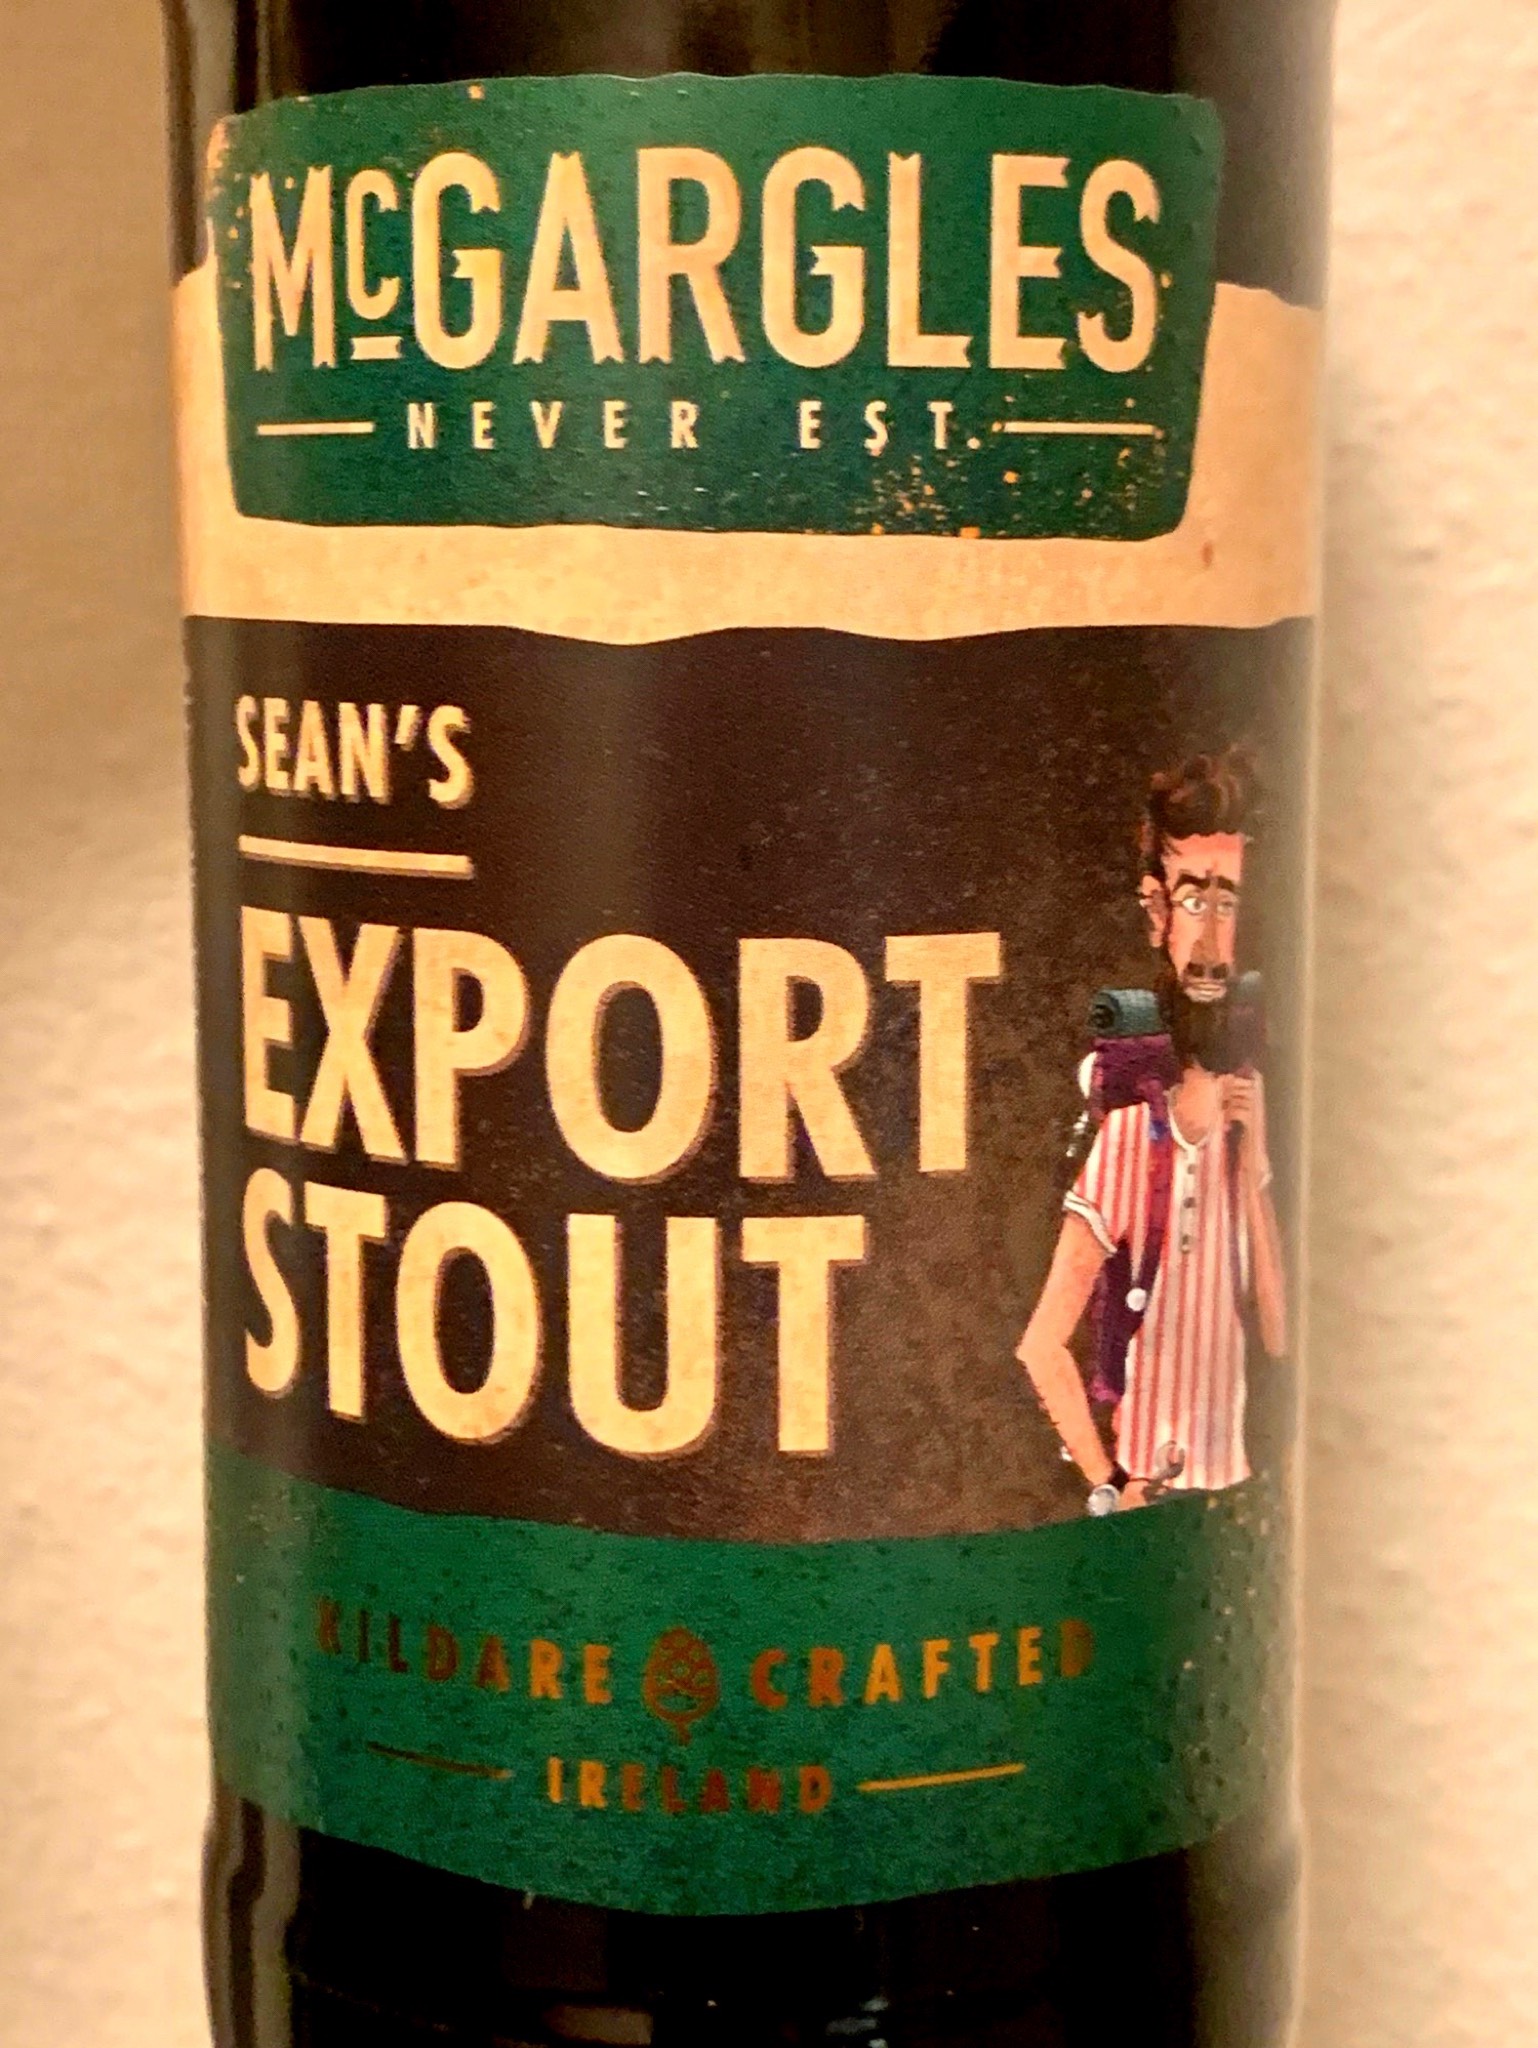 McGARGLES
NEVER EST.
SEAN'S
EXPORT
STOUT
KILDARE CRAFTED
IRELAND